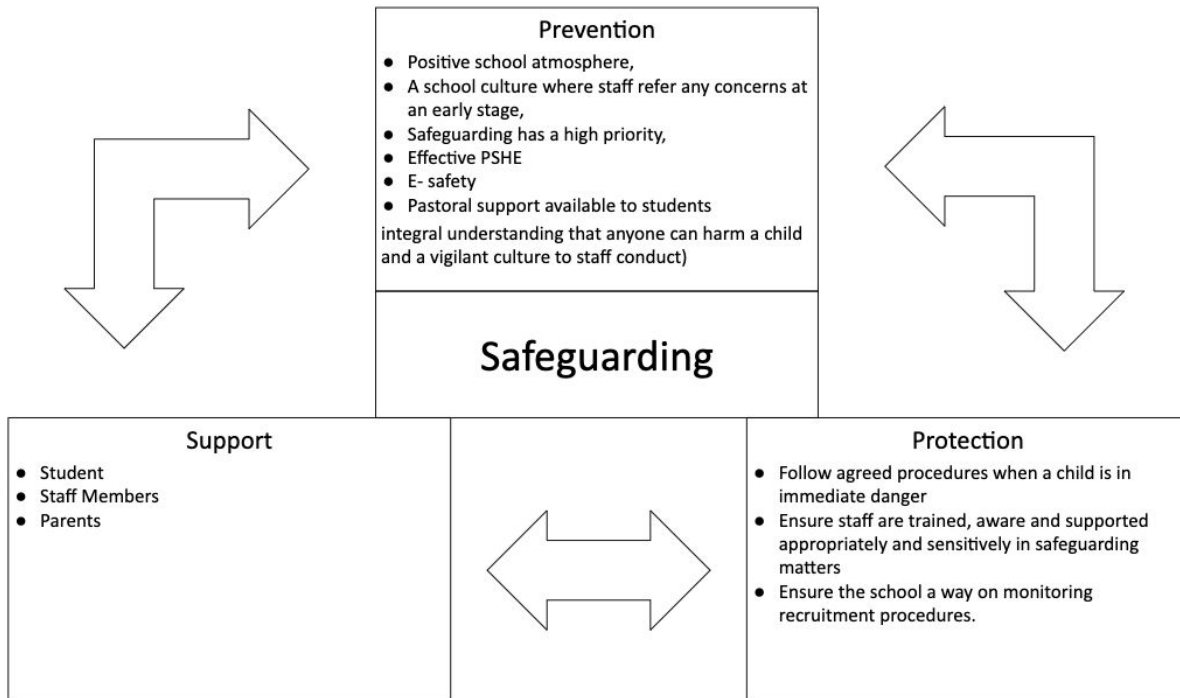 Prevention
● Positive school atmosphere,
● A school culture where staff refer any concerns at
an early stage,
● Safeguarding has a high priority,
● Effective PSHE
● E- safety
● Pastoral support available to students
integral understanding that anyone can harm a child
and a vigilant culture to staff conduct)
Safeguarding
Support
● Student
● Staff Members
● Parents
Protection
● Follow agreed procedures when a child is in
immediate danger
● Ensure staff are trained, aware and supported
appropriately and sensitively in safeguarding
matters
● Ensure the school a way on monitoring
recruitment procedures.